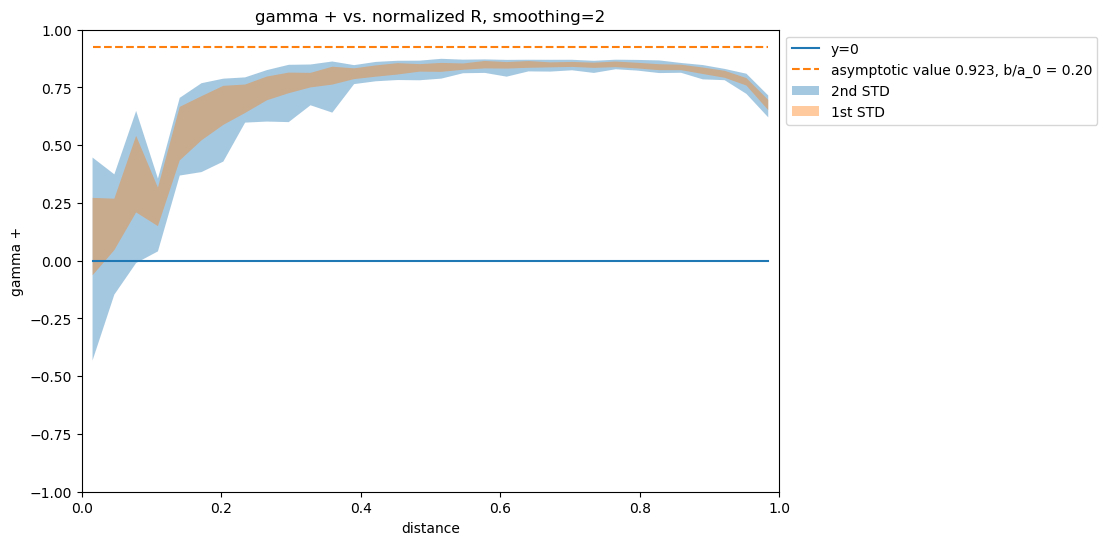 gamma + vs. normalized R, smoothing=2
1.00
0.75
0.50
0.25
0.00
−0.25
−0.50
−0.75
−1.00
gamma +
0.0
0.2
0.4
0.6
0.8
1.0
distance
y=0
asymptotic value 0.923, b/a_0 = 0.20
2nd STD
1st STD